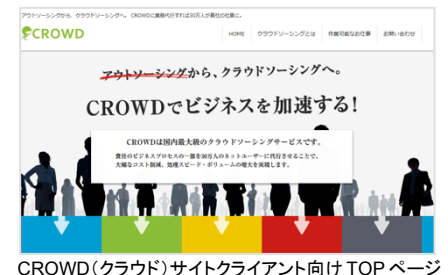 アウトソーシングから、クラウドソーシングへ。 CROWDに業務代行すれば30万人が貴社の社員に。
CROWD
HOME クラウドソーシングとは 作業可能なお仕事 お問い合わせ
アウトソーシングから、クラウドソーシングへ。
CROWDでビジネスを加速する!
CROWDは国内最大級のクラウドソーシングサービスです。
貴社のビジネスプロセスの一部を30万人のネットユーザーに代行させることで、
大幅なコスト削減、処理スピード・ボリュームの増大を実現します。
CROWD(クラウド)サイトクライアント向けTOPページ